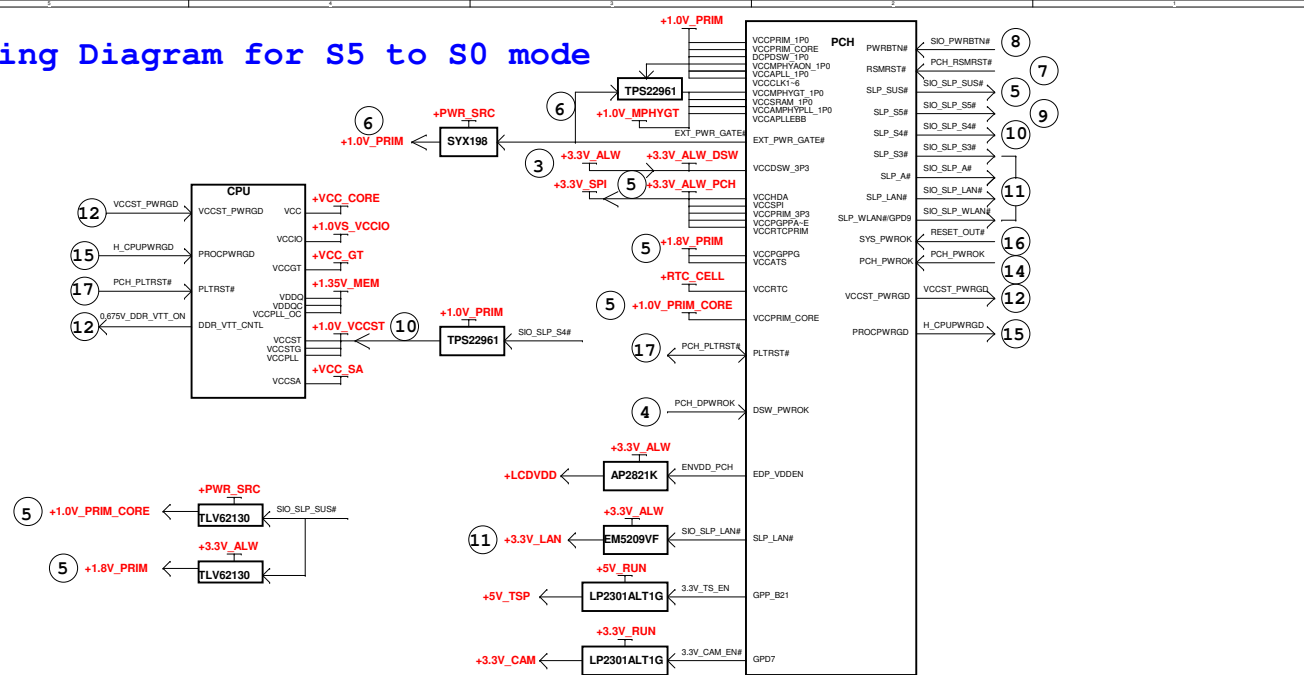 5
4
3
2
1
ing Diagram for S5 to S0 mode
+1.0V_PRIM
PCH
VCCPRIM_1P0
VCCPRIM_CORE
DCPDSW_1P0
VCCMPHYAON_1P0
VCCAPLL_1P0
VCCCLK1~6
VCCMPHYGT_1P0
VCCSRAM_1P0
VCCAMPHYPLL_1P0
VCCAPLLEBB
TPS22961
+1.0V_MPHYGT
6
6
+PWR_SRC
+1.0V_PRIM
SYX198
EXT_PWR_GATE#
EXT_PWR_GATE#
3
+3.3V_ALW
+3.3V_ALW_DSW
VCCDSW_3P3
+3.3V_SPI
5
+3.3V_ALW_PCH
VCCHDA
VCCSPI
VCCPRIM_3P3
VCCPGPPA~E
VCCRTCPRIM
5
+1.8V_PRIM
VCCPGPPG
VCCATS
+RTC_CELL
VCCRTC
5
+1.0V_PRIM_CORE
VCCPRIM_CORE
17
PCH_PLTRST#
PLTRST#
4
PCH_DPWROK
DSW_PWROK
PWRBTN#
SIO_PWRBTN#
8
RSMRST#
PCH_RSMRST#
7
SLP_SUS#
SIO_SLP_SUS#
5
SLP_S5#
SIO_SLP_S5#
9
SLP_S4#
SIO_SLP_S4#
10
SLP_S3#
SIO_SLP_S3#
SLP_A#
SIO_SLP_A#
11
SLP_LAN#
SIO_SLP_LAN#
SLP_WLAN#/GPD9
SIO_SLP_WLAN#
SYS_PWROK
RESET_OUT#
16
PCH_PWROK
PCH_PWROK
14
VCCST_PWRGD
VCCST_PWRGD
12
PROCPWRGD
H_CPUPWRGD
15
CPU
12
VCCST_PWRGD
VCCST_PWRGD
15
H_CPUPWRGD
PROCPWRGD
17
PCH_PLTRST#
PLTRST#
12
0.675V_DDR_VTT_ON
DDR_VTT_CNTL
VCC
+VCC_CORE
VCCIO
+1.0VS_VCCIO
VCCGT
+VCC_GT
+1.35V_MEM
VDDQ
VDDQC
VCCPLL_OC
+1.0V_VCCST
VCCST
VCCSTG
VCCPLL
10
+1.0V_PRIM
TPS22961
SIO_SLP_S4#
VCCSA
+VCC_SA
+3.3V_ALW
+LCDVDD
AP2821K
ENVDD_PCH
EDP_VDDEN
+3.3V_ALW
11
+3.3V_LAN
EM5209VF
SIO_SLP_LAN#
SLP_LAN#
+5V_RUN
+5V_TSP
LP2301ALT1G
3.3V_TS_EN
GPP_B21
+3.3V_RUN
+3.3V_CAM
LP2301ALT1G
3.3V_CAM_EN#
GPD7
+PWR_SRC
5
+1.0V_PRIM_CORE
TLV62130
SIO_SLP_SUS#
+3.3V_ALW
5
+1.8V_PRIM
TLV62130